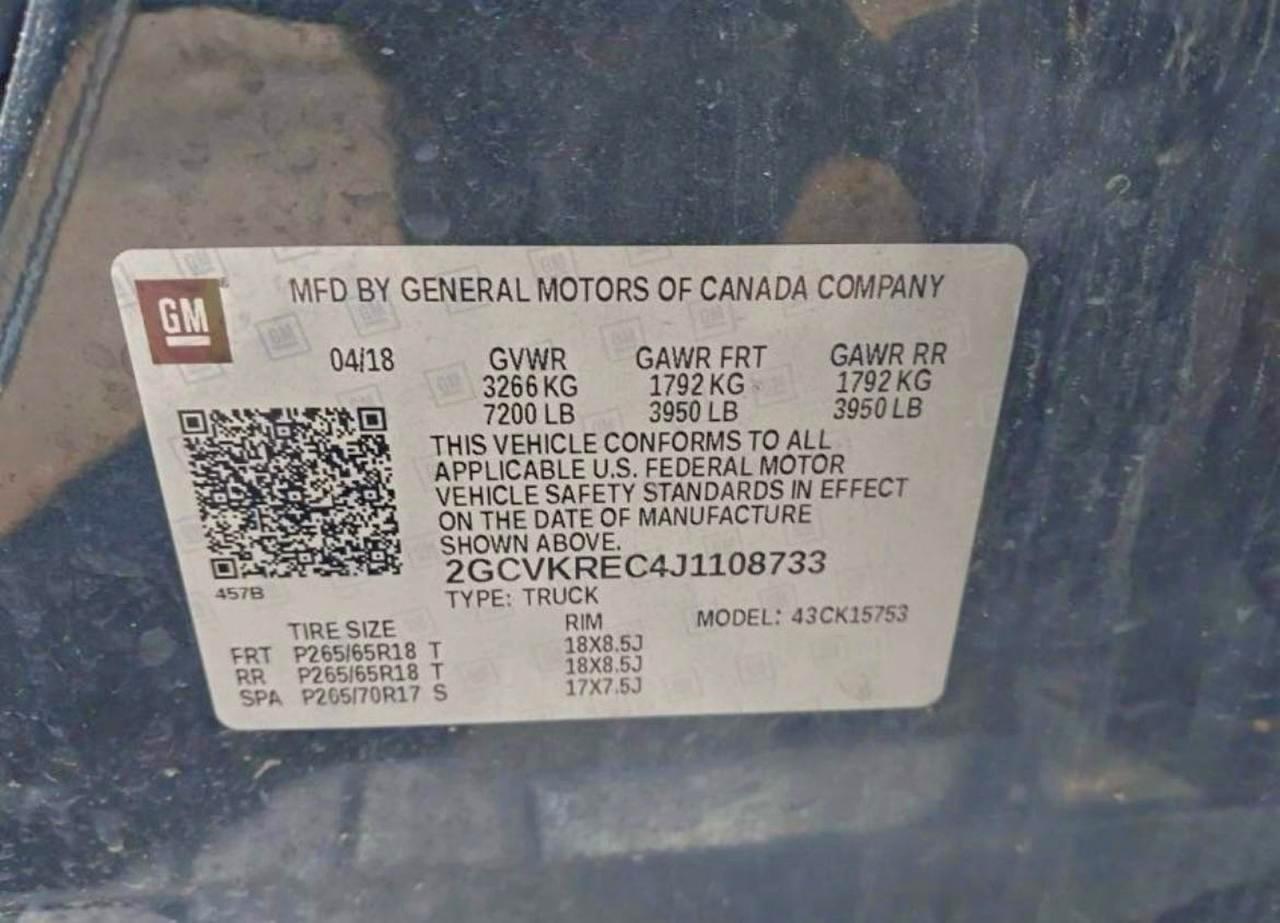 GM
MFD BY GENERAL MOTORS OF CANADA COMPANY
04/18 GVWR GAWR FRT GAWR RR
3266 KG 1792 KG 1792 KG
7200 LB 3950 LB 3950 LB
THIS VEHICLE CONFORMS TO ALL
APPLICABLE U.S. FEDERAL MOTOR
VEHICLE SAFETY STANDARDS IN EFFECT
ON THE DATE OF MANUFACTURE
SHOWN ABOVE.
2GCVKREC4J1108733
457B
TYPE: TRUCK
TIRE SIZE RIM MODEL: 43CK15753
FRT P265/65R18 T 18X8.5J
RR P265/65R18 T 18X8.5J
SPA P265/70R17 S 17X7.5J